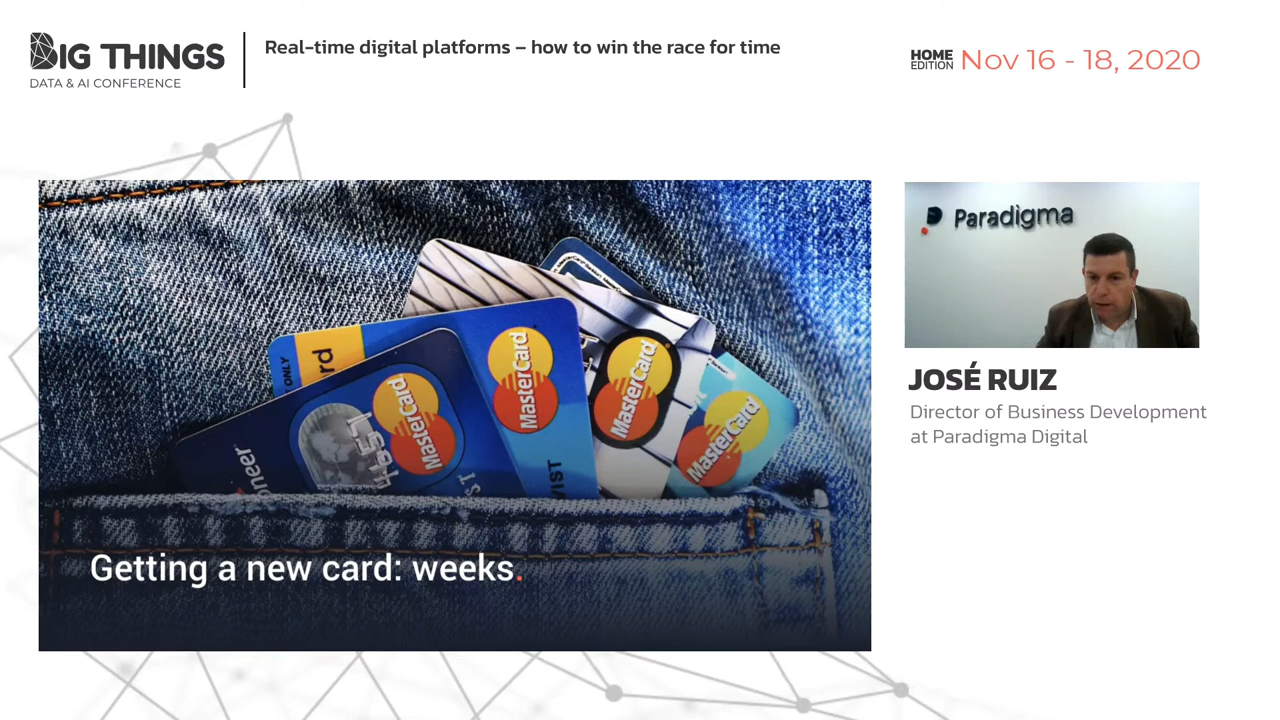 BIG THINGS
DATA & AI CONFERENCE
Real-time digital platforms – how to win the race for time
HOME
EDITION
Nov 16 - 18, 2020
ONLY
MasterCard
MasterCard
MasterCard
MasterCard
Getting a new card: weeks.
Paradigma
JOSÉ RUIZ
Director of Business Development
at Paradigma Digital